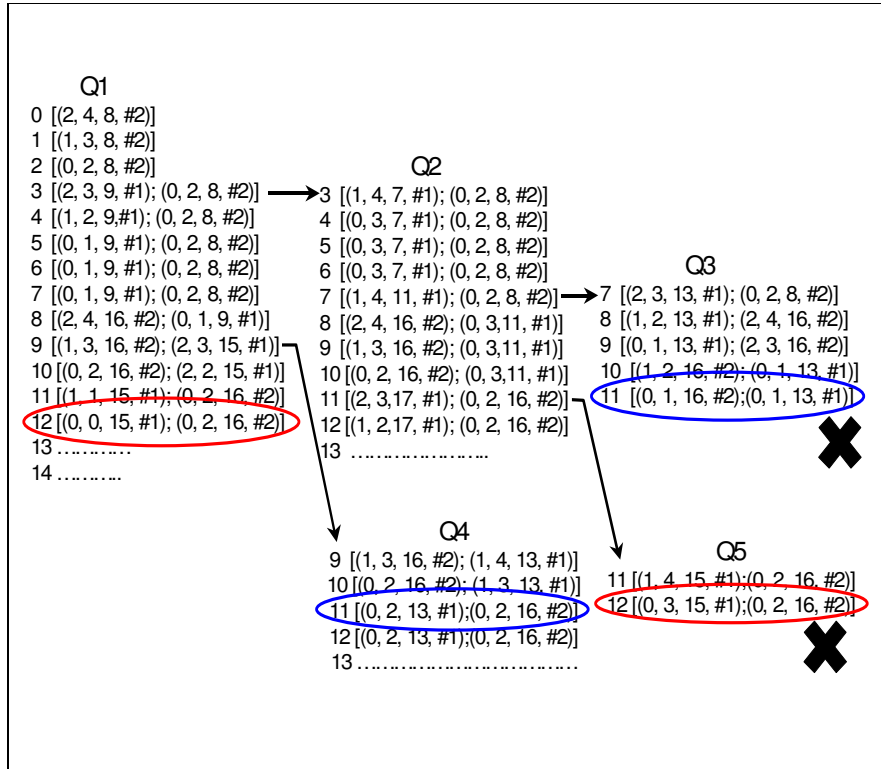 Q1
0 [(2, 4, 8, #2)]
1 [(1, 3, 8, #2)]
2 [(0, 2, 8, #2)]
3 [(2, 3, 9, #1); (0, 2, 8, #2)]
4 [(1, 2, 9,#1); (0, 2, 8, #2)]
5 [(0, 1, 9, #1); (0, 2, 8, #2)]
6 [(0, 1, 9, #1); (0, 2, 8, #2)]
7 [(0, 1, 9, #1); (0, 2, 8, #2)]
8 [(2, 4, 16, #2); (0, 1, 9, #1)]
9 [(1, 3, 16, #2); (2, 3, 15, #1)]
10 [(0, 2, 16, #2); (2, 2, 15, #1)]
11 [(1, 1, 15, #1); (0, 2, 16, #2)]
12 [(0, 0, 15, #1); (0, 2, 16, #2)]
13 …………
14 ………..
Q2
3 [(1, 4, 7, #1); (0, 2, 8, #2)]
4 [(0, 3, 7, #1); (0, 2, 8, #2)]
5 [(0, 3, 7, #1); (0, 2, 8, #2)]
6 [(0, 3, 7, #1); (0, 2, 8, #2)]
7 [(1, 4, 11, #1); (0, 2, 8, #2)]
8 [(2, 4, 16, #2); (0, 3,11, #1)]
9 [(1, 3, 16, #2); (0, 3,11, #1)]
10 [(0, 2, 16, #2); (0, 3,11, #1)]
11 [(2, 3,17, #1); (0, 2, 16, #2)]
12 [(1, 2,17, #1); (0, 2, 16, #2)]
13 …………………..
Q3
7 [(2, 3, 13, #1); (0, 2, 8, #2)]
8 [(1, 2, 13, #1); (2, 4, 16, #2)]
9 [(0, 1, 13, #1); (2, 3, 16, #2)]
10 [(1, 2, 16, #2); (0, 1, 13, #1)]
11 [(0, 1, 16, #2);(0, 1, 13, #1)]
Q4
9 [(1, 3, 16, #2); (1, 4, 13, #1)]
10 [(0, 2, 16, #2); (1, 3, 13, #1)]
11 [(0, 2, 13, #1);(0, 2, 16, #2)]
12 [(0, 2, 13, #1);(0, 2, 16, #2)]
13 …………………………………
Q5
11 [(1, 4, 15, #1);(0, 2, 16, #2)]
12 [(0, 3, 15, #1);(0, 2, 16, #2)]